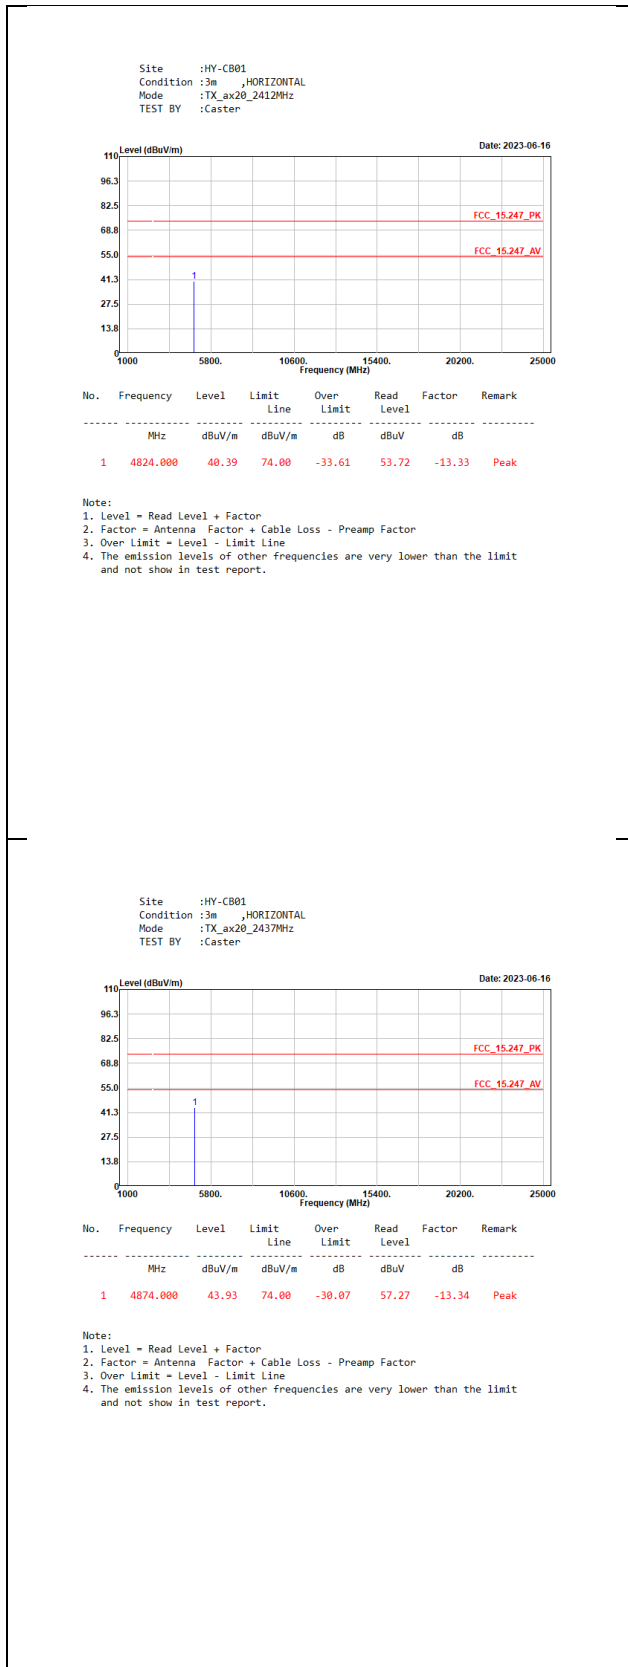 Site      :HY-CB01
Condition :3m    ,HORIZONTAL
Mode      :TX_ax20_2412MHz
TEST BY   :Caster
Level (dBuV/m)
Date: 2023-06-16
110
96.3
82.5
FCC_15.247_PK
68.8
FCC_15.247_AV
55.0
1
41.3
27.5
13.8
0
1000 5800. 10600. 15400. 20200. 25000
Frequency (MHz)
No. Frequency Level Limit Over Read Factor Remark
Line Limit Level
------ ----------- -------- --------- -------- --------- -------- ---------
MHz dBuV/m dBuV/m dB dBuV dB
1 4824.000 40.39 74.00 -33.61 53.72 -13.33 Peak
Note:
1. Level = Read Level + Factor
2. Factor = Antenna  Factor + Cable Loss - Preamp Factor
3. Over Limit = Level - Limit Line
4. The emission levels of other frequencies are very lower than the limit
and not show in test report.
Site      :HY-CB01
Condition :3m    ,HORIZONTAL
Mode      :TX_ax20_2437MHz
TEST BY   :Caster
Level (dBuV/m)
Date: 2023-06-16
110
96.3
82.5
FCC_15.247_PK
68.8
FCC_15.247_AV
55.0
1
41.3
27.5
13.8
0
1000 5800. 10600. 15400. 20200. 25000
Frequency (MHz)
No. Frequency Level Limit Over Read Factor Remark
Line Limit Level
------ ----------- -------- --------- -------- --------- -------- ---------
MHz dBuV/m dBuV/m dB dBuV dB
1 4874.000 43.93 74.00 -30.07 57.27 -13.34 Peak
Note:
1. Level = Read Level + Factor
2. Factor = Antenna  Factor + Cable Loss - Preamp Factor
3. Over Limit = Level - Limit Line
4. The emission levels of other frequencies are very lower than the limit
and not show in test report.